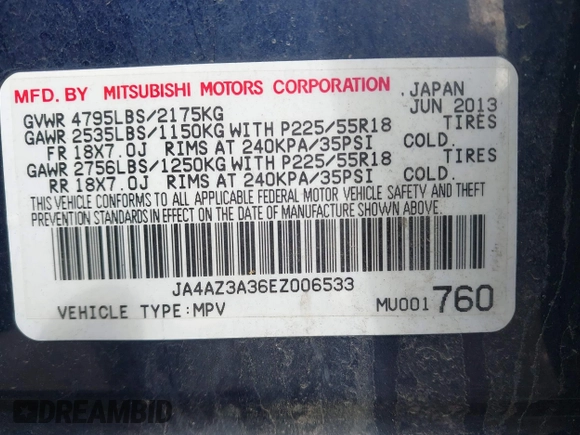 MFD. BY MITSUBISHI MOTORS CORPORATION. JAPAN
GVWR 4795LBS/2175KG JUN 2013
GAWR 2535LBS/1150KG WITH P225/55R18 TIRES
FR 18X7.0J RIMS AT 240KPA/35PSI COLD.
GAWR 2756LBS/1250KG WITH P225/55R18 TIRES
RR 18X7.0J RIMS AT 240KPA/35PSI COLD.
THIS VEHICLE CONFORMS TO ALL APPLICABLE FEDERAL MOTOR VEHICLE SAFETY AND THEFT
PREVENTION STANDARDS IN EFFECT ON THE DATE OF MANUFACTURE SHOWN ABOVE.
JA4AZ3A36EZ006533
VEHICLE TYPE:MPV MU001760
DREAMBID